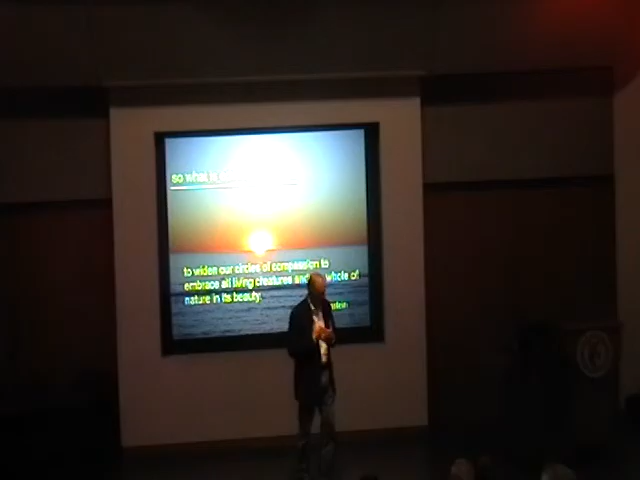 so what is
to widen our circles of compassion to
embrace all living creatures and whole of
nature in its beauty.